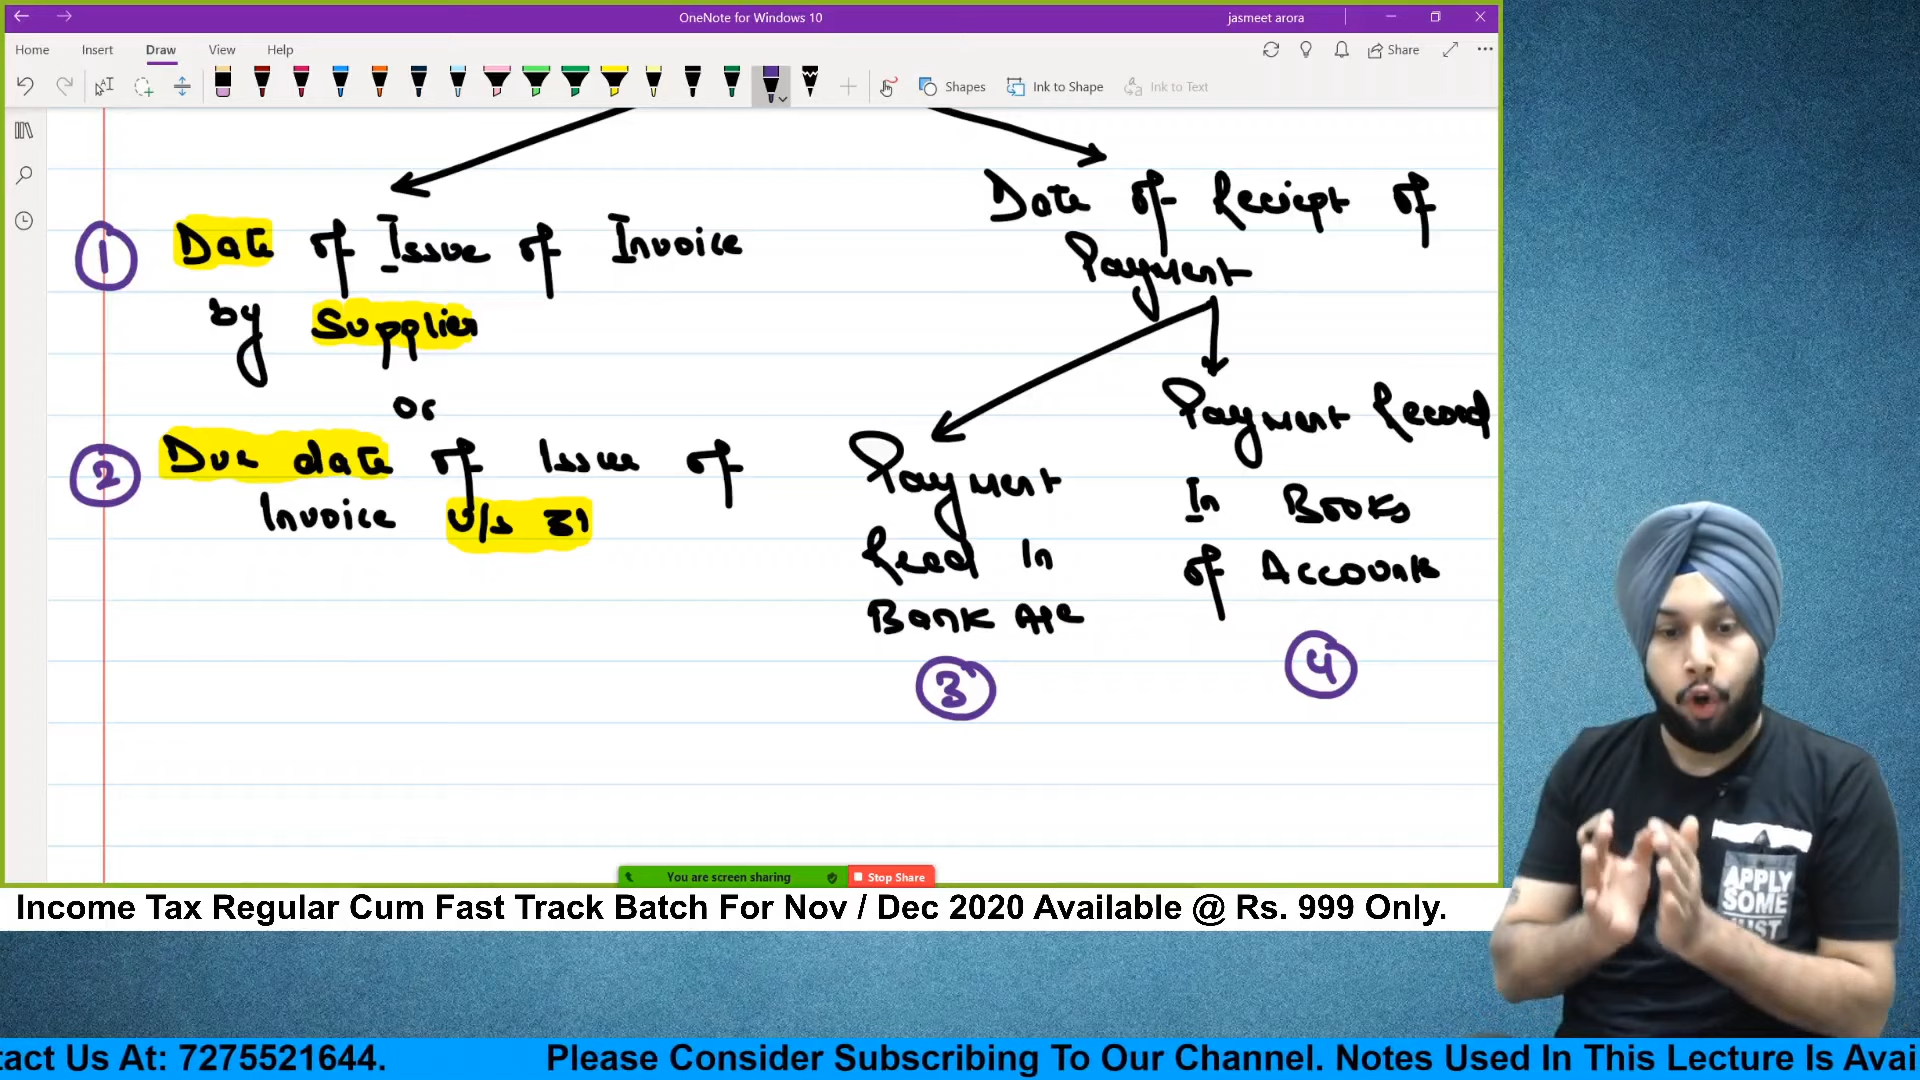 OneNote for Windows 10
jasmeet arora
Home Insert Draw View Help
Share
Shapes
Ink to Shape
Ink to Text
1 Date of Issue of Invoice
by Supplier
or
2 Due date of Issue of
Invoice u/s 31
Date of Reciept of
Payment
Payment
Read In
Bank A/c
3
Payment Record
In Books
of Accounts
4
You are screen sharing
Stop Share
APPLY
SOME
Income Tax Regular Cum Fast Track Batch For Nov / Dec 2020 Available @ Rs. 999 Only.
tact Us At: 7275521644. Please Consider Subscribing To Our Channel. Notes Used In This Lecture Is Avai